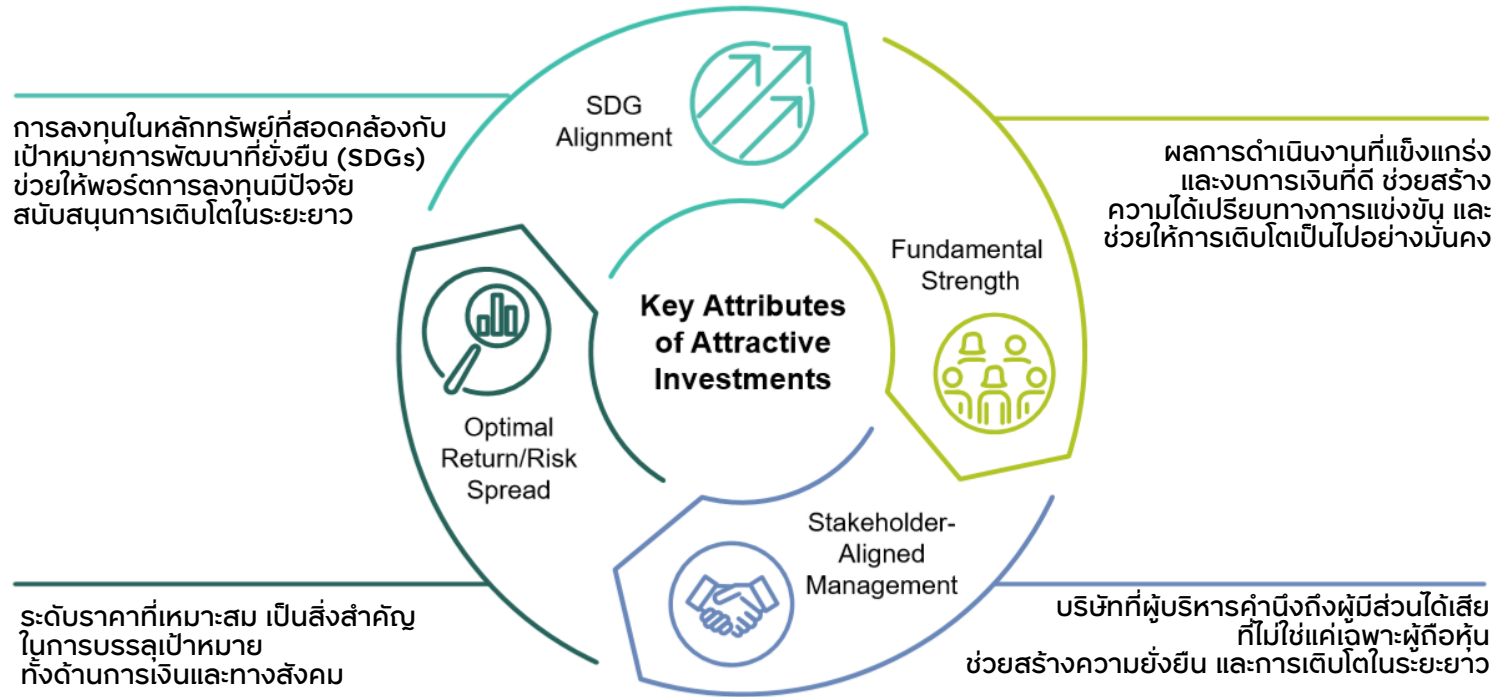 SDG
Alignment
การลงทุนในหลักทรัพย์ที่สอดคล้องกับ
เป้าหมายการพัฒนาที่ยั่งยืน (SDGs)
ช่วยให้พอร์ตการลงทุนมีปัจจัย
สนับสนุนการเติบโตในระยะยาว
ผลการดำเนินงานที่แข็งแกร่ง
และงบการเงินที่ดี ช่วยสร้าง
ความได้เปรียบทางการแข่งขัน และ
ช่วยให้การเติบโตเป็นไปอย่างมั่นคง
Fundamental
Strength
Key Attributes
of Attractive
Investments
Optimal
Return/Risk
Spread
Stakeholder-
Aligned
Management
ระดับราคาที่เหมาะสม เป็นสิ่งสำคัญ
ในการบรรลุเป้าหมาย
ทั้งด้านการเงินและทางสังคม
บริษัทที่ผู้บริหารคำนึงถึงผู้มีส่วนได้เสีย
ที่ไม่ใช่แค่เฉพาะผู้ถือหุ้น
ช่วยสร้างความยั่งยืน และการเติบโตในระยะยาว